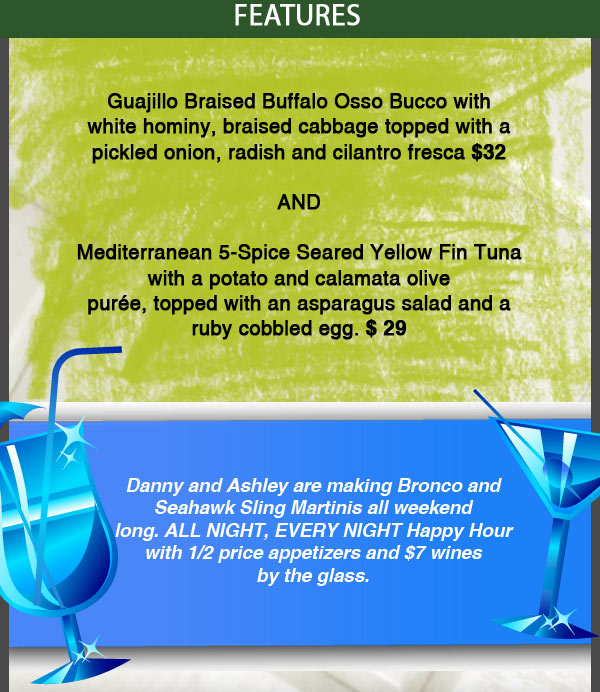 FEATURES
Guajillo Braised Buffalo Osso Bucco with
white hominy, braised cabbage topped with a
pickled onion, radish and cilantro fresca $32
AND
Mediterranean 5-Spice Seared Yellow Fin Tuna
with a potato and calamata olive
purée, topped with an asparagus salad and a
ruby cobbled egg. $ 29
Danny and Ashley are making Bronco and
Seahawk Sling Martinis all weekend
long. ALL NIGHT, EVERY NIGHT Happy Hour
with 1/2 price appetizers and $7 wines
by the glass.